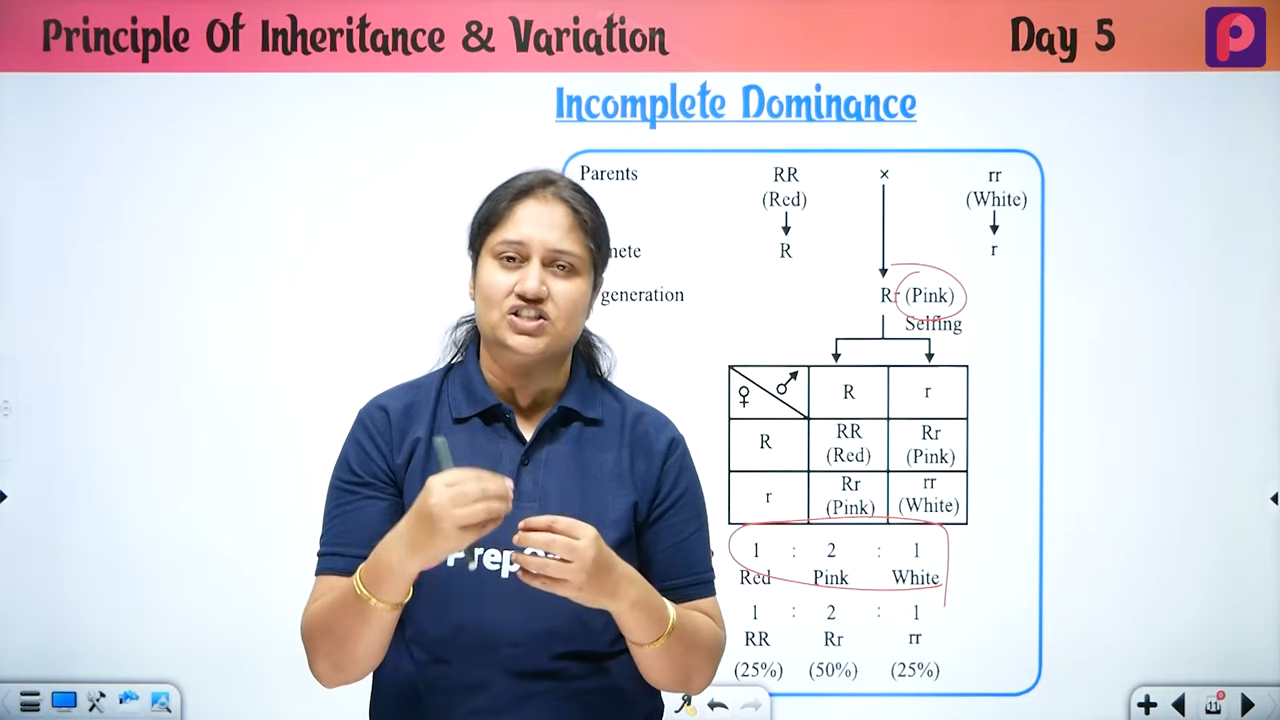 Principle Of Inheritance & Variation Day 5
Incomplete Dominance
Parents RR × rr
(Red) (White)
R r
generation Rr (Pink)
Selfing
R r
R RR Rr
(Red) (Pink)
r Rr rr
(Pink) (White)
1 : 2 : 1
Red Pink White
1 : 2 : 1
RR Rr rr
(25%) (50%) (25%)
11